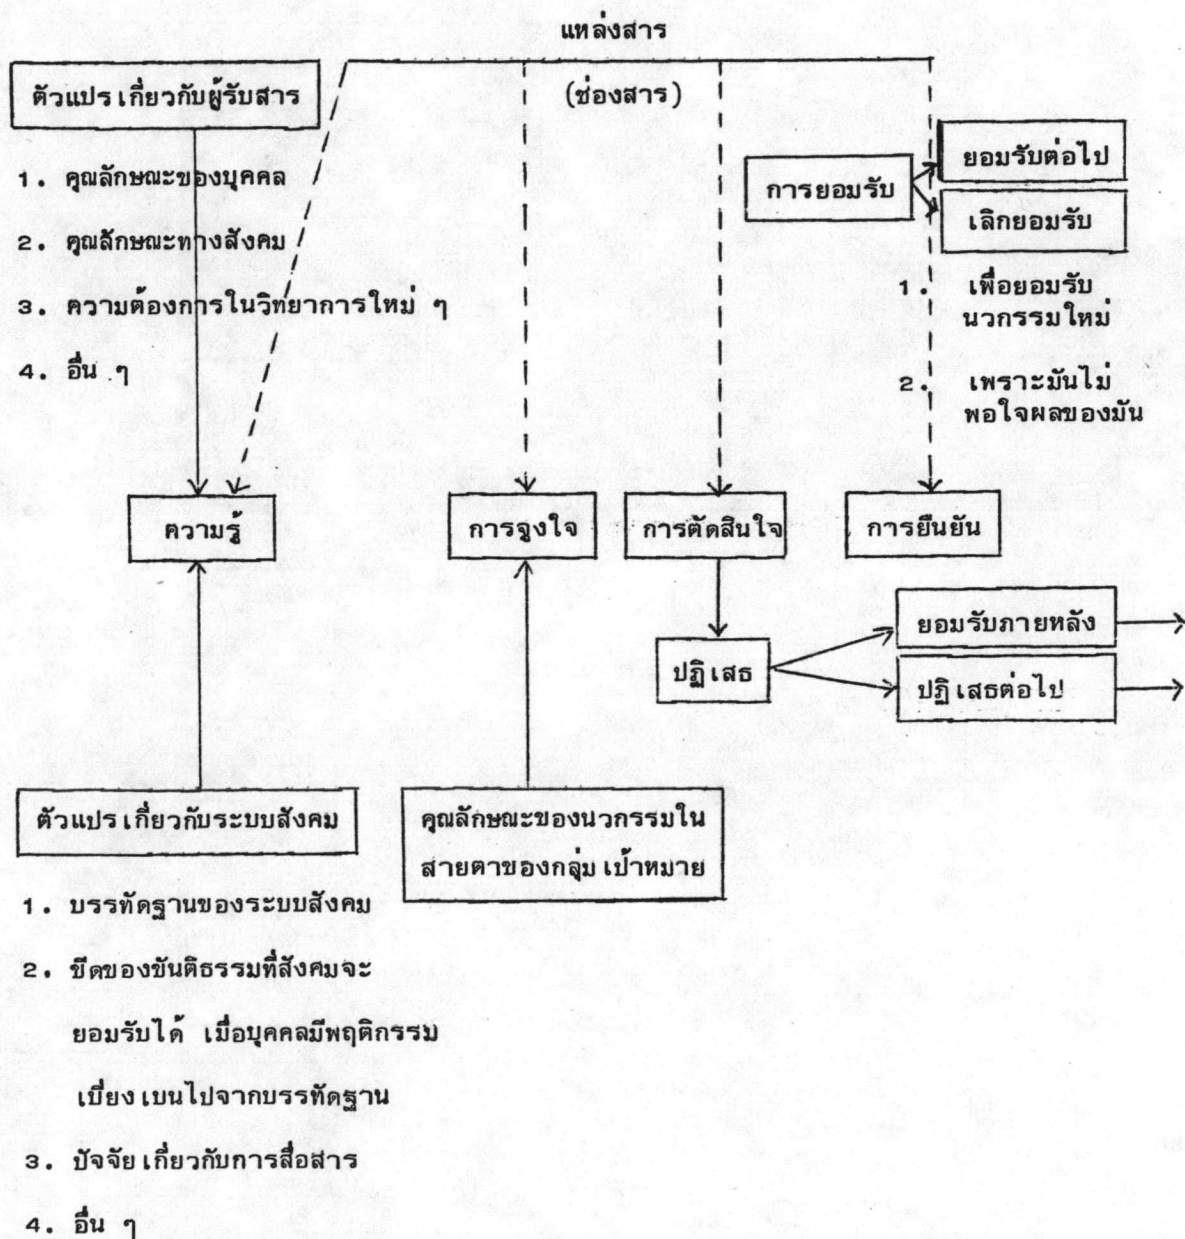 แหล่งสาร
(ช่องสาร)
ตัวแปรเกี่ยวกับผู้รับสาร
1. คุณลักษณะของบุคคล
2. คุณลักษณะทางสังคม
3. ความต้องการในวิทยาการใหม่ ๆ
4. อื่น ๆ
การยอมรับ
ยอมรับต่อไป
เลิกยอมรับ
1. เพื่อยอมรับ
นวกรรมใหม่
2. เพราะมันไม่
พอใจผลของมัน
ความรู้
การจูงใจ
การตัดสินใจ
การยืนยัน
ปฏิเสธ
ยอมรับภายหลัง
ปฏิเสธต่อไป
ตัวแปรเกี่ยวกับระบบสังคม
1. บรรทัดฐานของระบบสังคม
2. ขีดของขันติธรรมที่สังคมจะ
ยอมรับได้ เมื่อบุคคลมีพฤติกรรม
เบี่ยงเบนไปจากบรรทัดฐาน
3. ปัจจัยเกี่ยวกับการสื่อสาร
4. อื่น ๆ
คุณลักษณะของนวกรรมใน
สายตาของกลุ่มเป้าหมาย